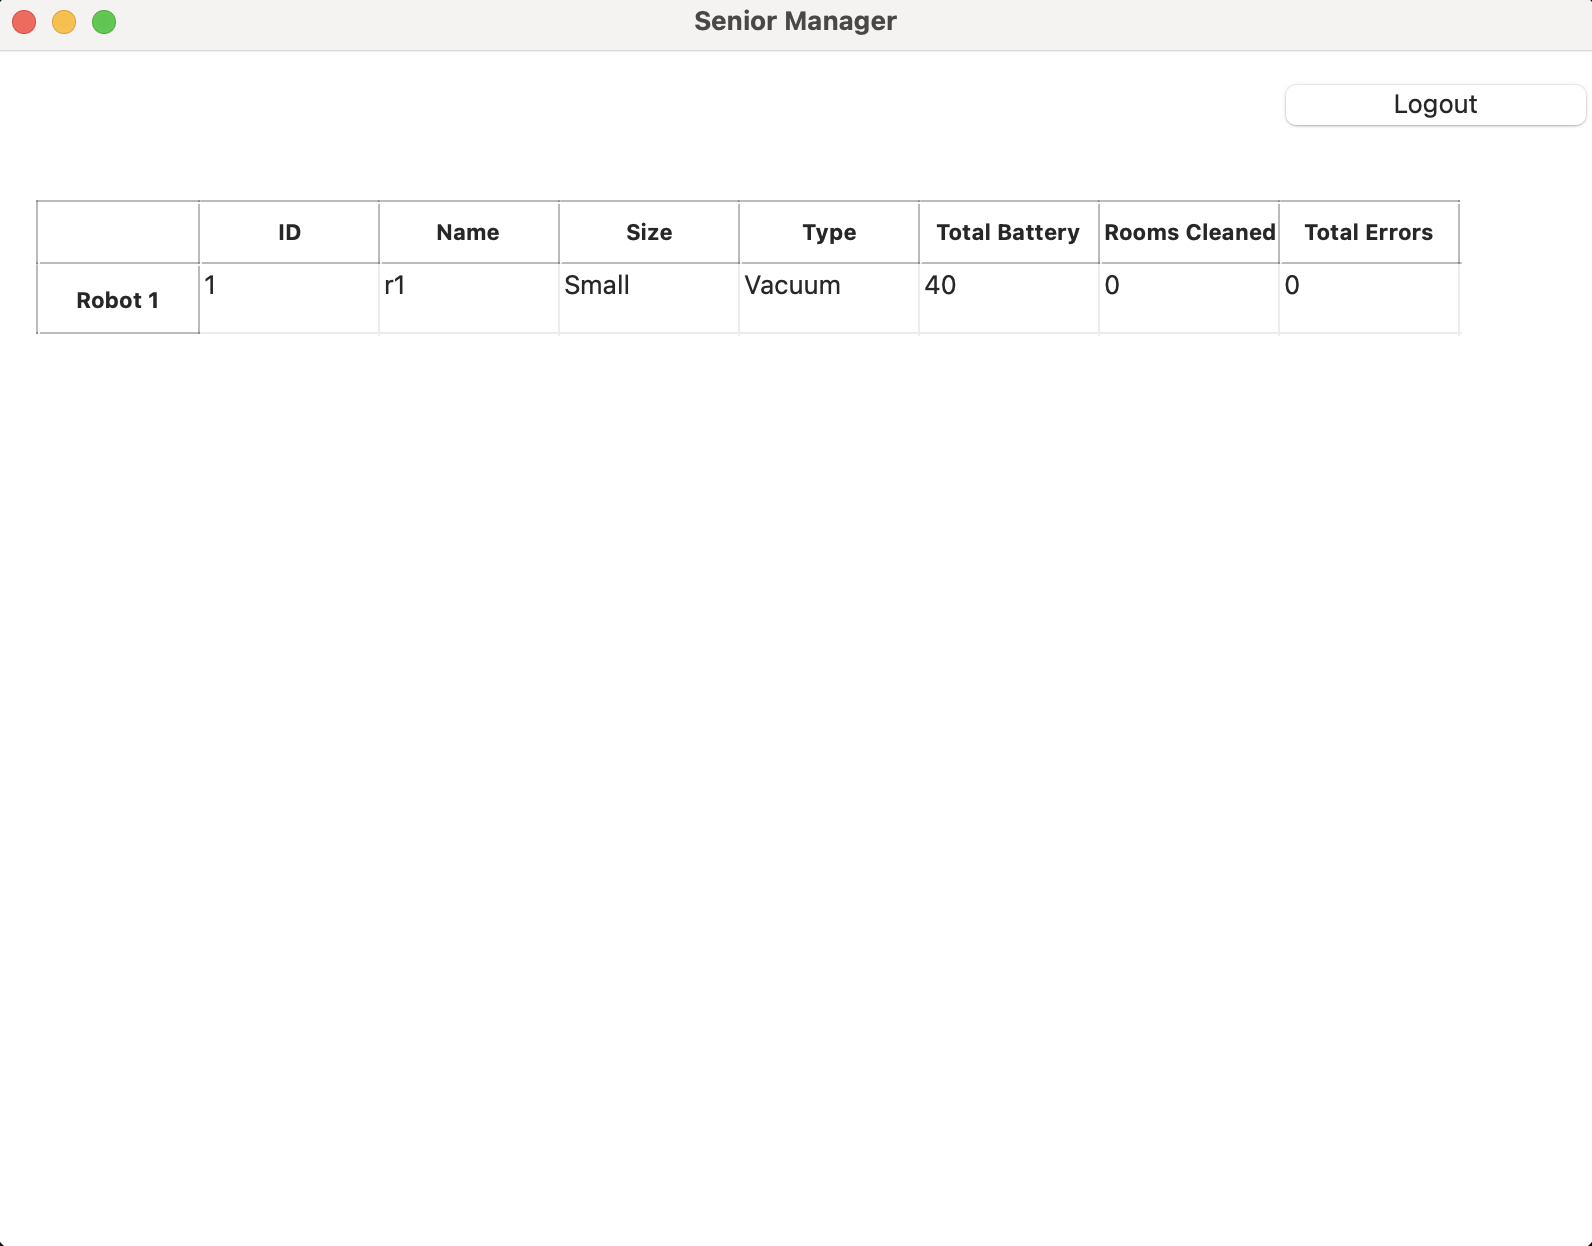 Senior Manager
Logout
ID Name Size Type Total Battery Rooms Cleaned Total Errors
Robot 1 1 r1 Small Vacuum 40 0 0